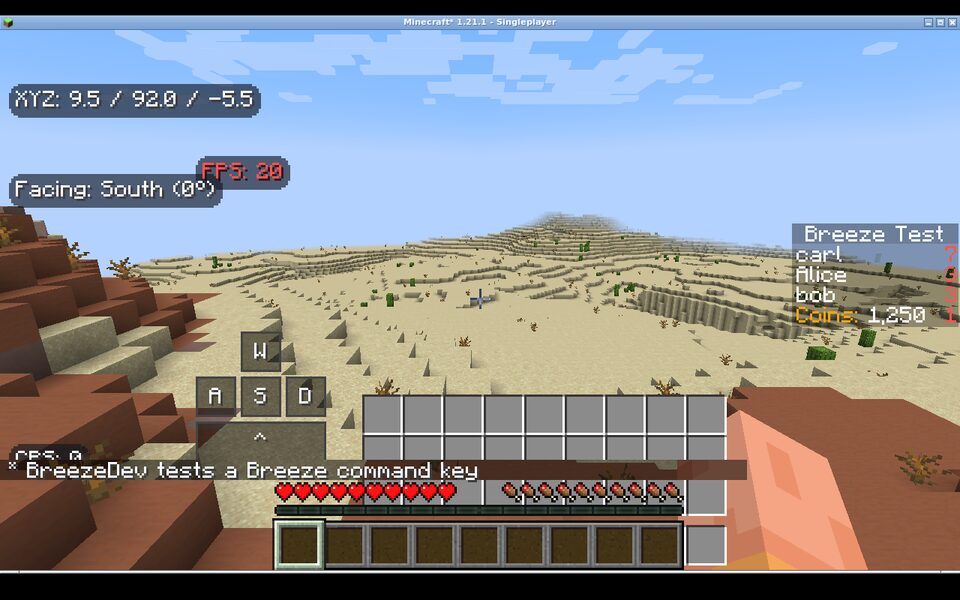 Minecraft* 1.21.1 - Singleplayer
XYZ: 9.5 / 92.0 / -5.5
FPS: 20
Facing: South (0°)
Breeze Test
carl 7
Alice
bob
Coins: 1,250
W
A S D
^
CPS: 0
* BreezeDev tests a Breeze command key